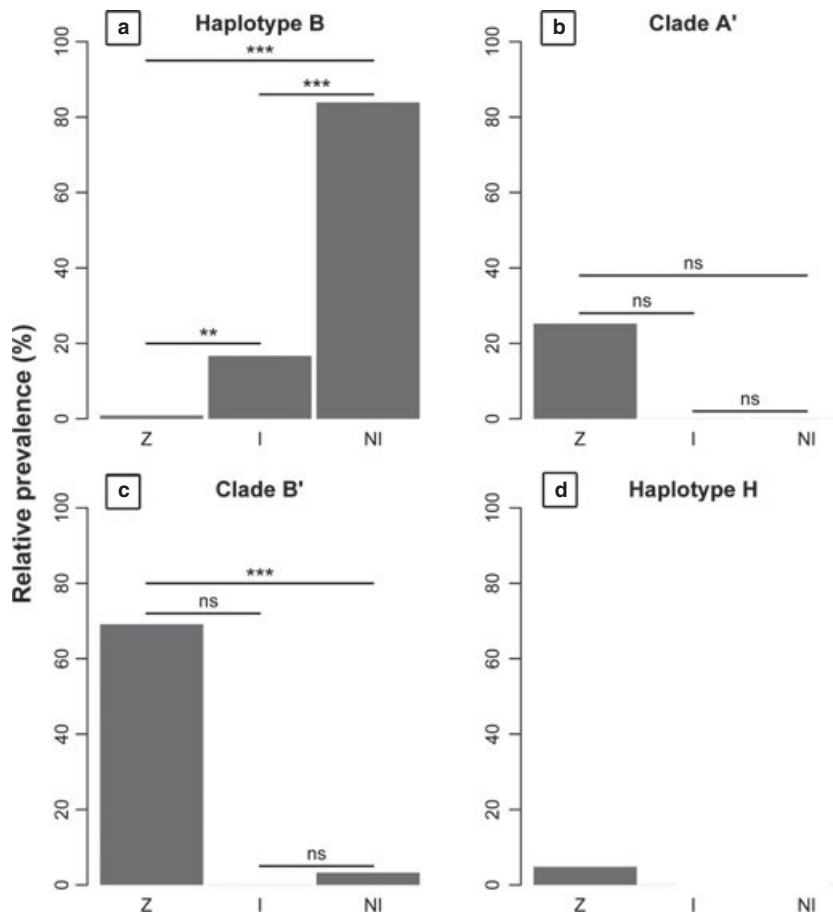 Relative prevalence (%)
a
Haplotype B
100
80
60
40
20
0
***
***
**
Z I NI
b
Clade A'
100
80
60
40
20
0
ns
ns
ns
Z I NI
c
Clade B'
100
80
60
40
20
0
***
ns
ns
Z I NI
d
Haplotype H
100
80
60
40
20
0
Z I NI